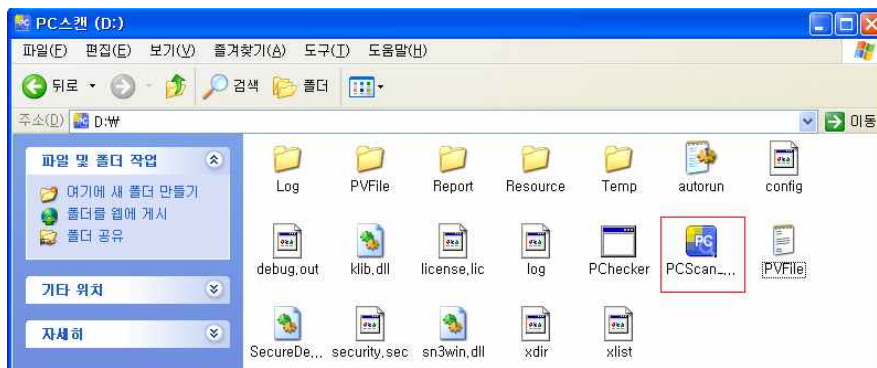 PC스캔 (D:)
파일(F) 편집(E) 보기(V) 즐겨찾기(A) 도구(T) 도움말(H)
뒤로 검색 폴더
주소(D) D:₩ 이동
파일 및 폴더 작업
여기에 새 폴더 만들기
폴더를 웹에 게시
폴더 공유
기타 위치
자세히
Log PVFile Report Resource Temp autorun config
debug.out klib.dll license.lic log PChecker PCScan_... PVFile
SecureDe... security.sec sn3win.dll xdir xlist